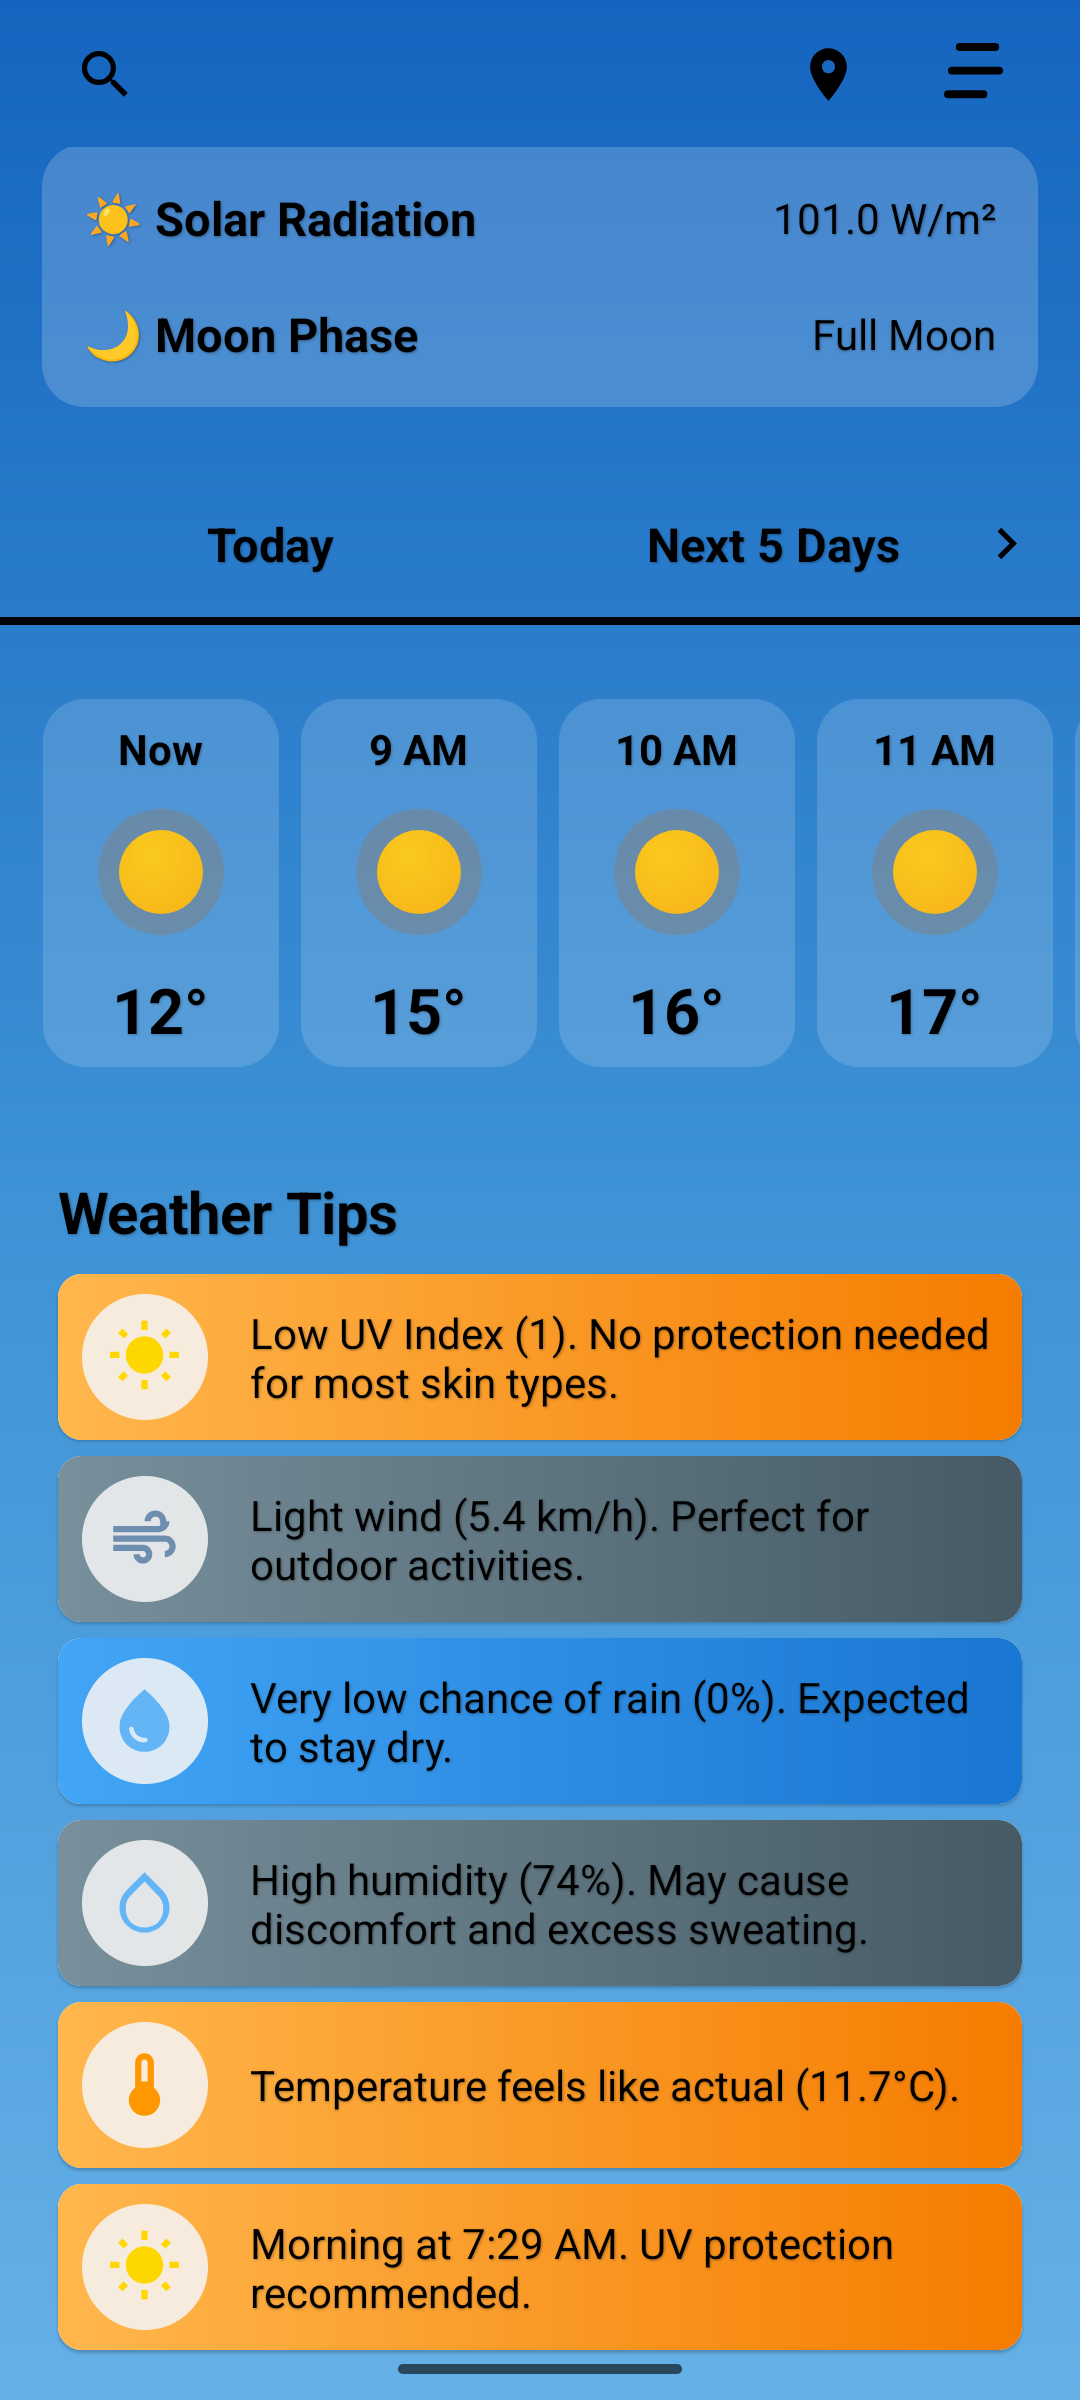 Solar Radiation 101.0 W/m²
Moon Phase Full Moon
Today Next 5 Days
Now 9 AM 10 AM 11 AM
12° 15° 16° 17°
Weather Tips
Low UV Index (1). No protection needed
for most skin types.
Light wind (5.4 km/h). Perfect for
outdoor activities.
Very low chance of rain (0%). Expected
to stay dry.
High humidity (74%). May cause
discomfort and excess sweating.
Temperature feels like actual (11.7°C).
Morning at 7:29 AM. UV protection
recommended.